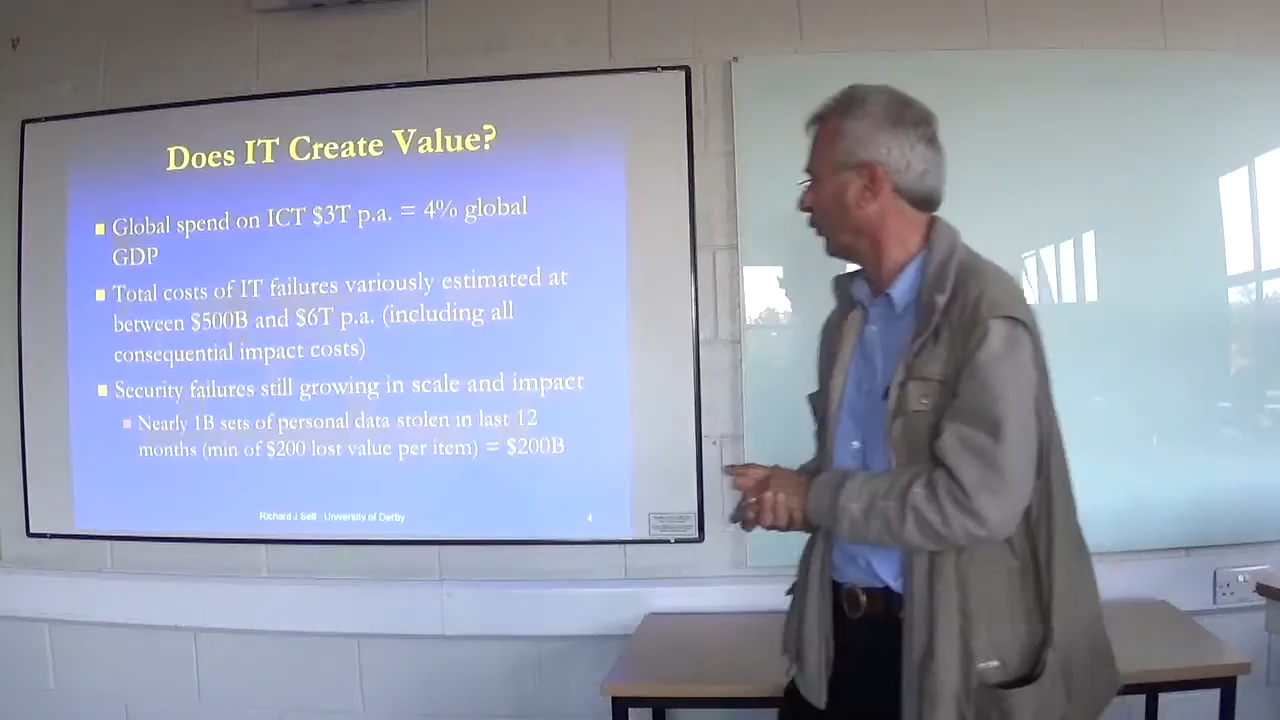 Does IT Create Value?
Global spend on ICT $3T p.a. = 4% global
GDP
Total costs of IT failures variously estimated at
between $500B and $6T p.a. (including all
consequential impact costs)
Security failures still growing in scale and impact
Nearly 1B sets of personal data stolen in last 12
months (min of $200 lost value per item) = $200B
Richard J Self - University of Derby
4